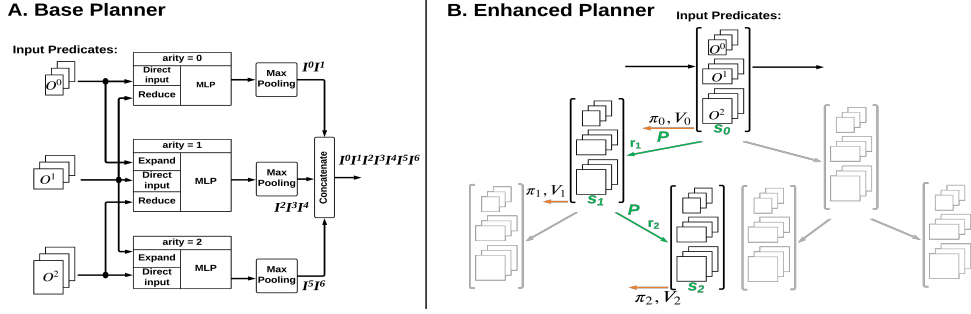 A. Base Planner
Input Predicates:
O⁰
O¹
O²
arity = 0
Direct input
Reduce
MLP
Max Pooling
I⁰I¹
arity = 1
Expand
Direct input
Reduce
MLP
Max Pooling
I²I³I⁴
arity = 2
Expand
Direct input
MLP
Max Pooling
I⁵I⁶
Concatenate
I⁰I¹I²I³I⁴I⁵I⁶
B. Enhanced Planner
Input Predicates:
O⁰
O¹
O²
s₀
π₀, V₀
P
r₁
s₁
π₁, V₁
P
r₂
s₂
π₂, V₂